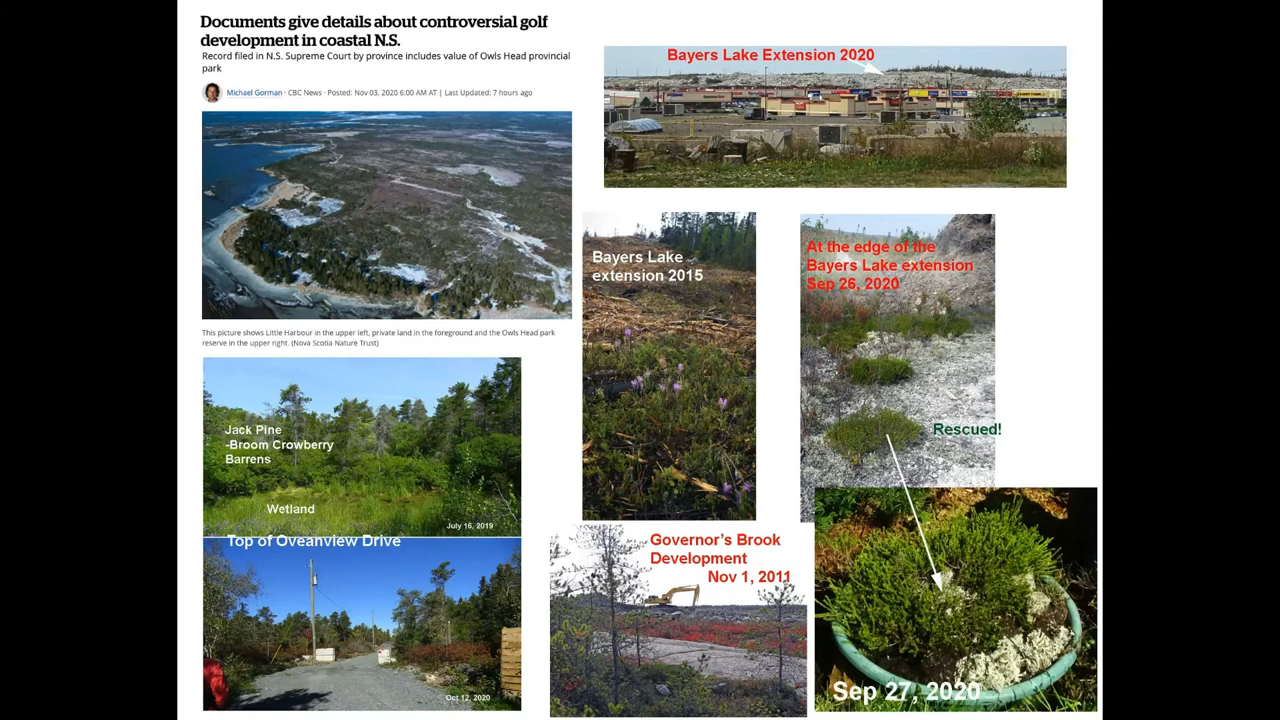 Documents give details about controversial golf
development in coastal N.S.
Record filed in N.S. Supreme Court by province includes value of Owls Head provincial
park
Michael Gorman · CBC News · Posted: Nov 03, 2020 6:00 AM AT | Last Updated: 7 hours ago
This picture shows Little Harbour in the upper left, private land in the foreground and the Owls Head park
reserve in the upper right. (Nova Scotia Nature Trust)
Jack Pine
-Broom Crowberry
Barrens
Wetland
July 16, 2019
Top of Oveanview Drive
Oct 12, 2020
Bayers Lake Extension 2020
Bayers Lake
extension 2015
At the edge of the
Bayers Lake extension
Sep 26, 2020
Rescued!
Governor's Brook
Development
Nov 1, 2011
Sep 27, 2020